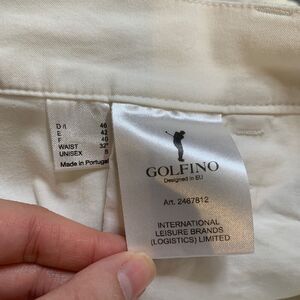 D/I 46
E 42
F 40
WAIST 32"
UNISEX S
Made in Portugal
GOLFINO
Designed in EU
Art. 2467812
INTERNATIONAL
LEISURE BRANDS
(LOGISTICS) LIMITED